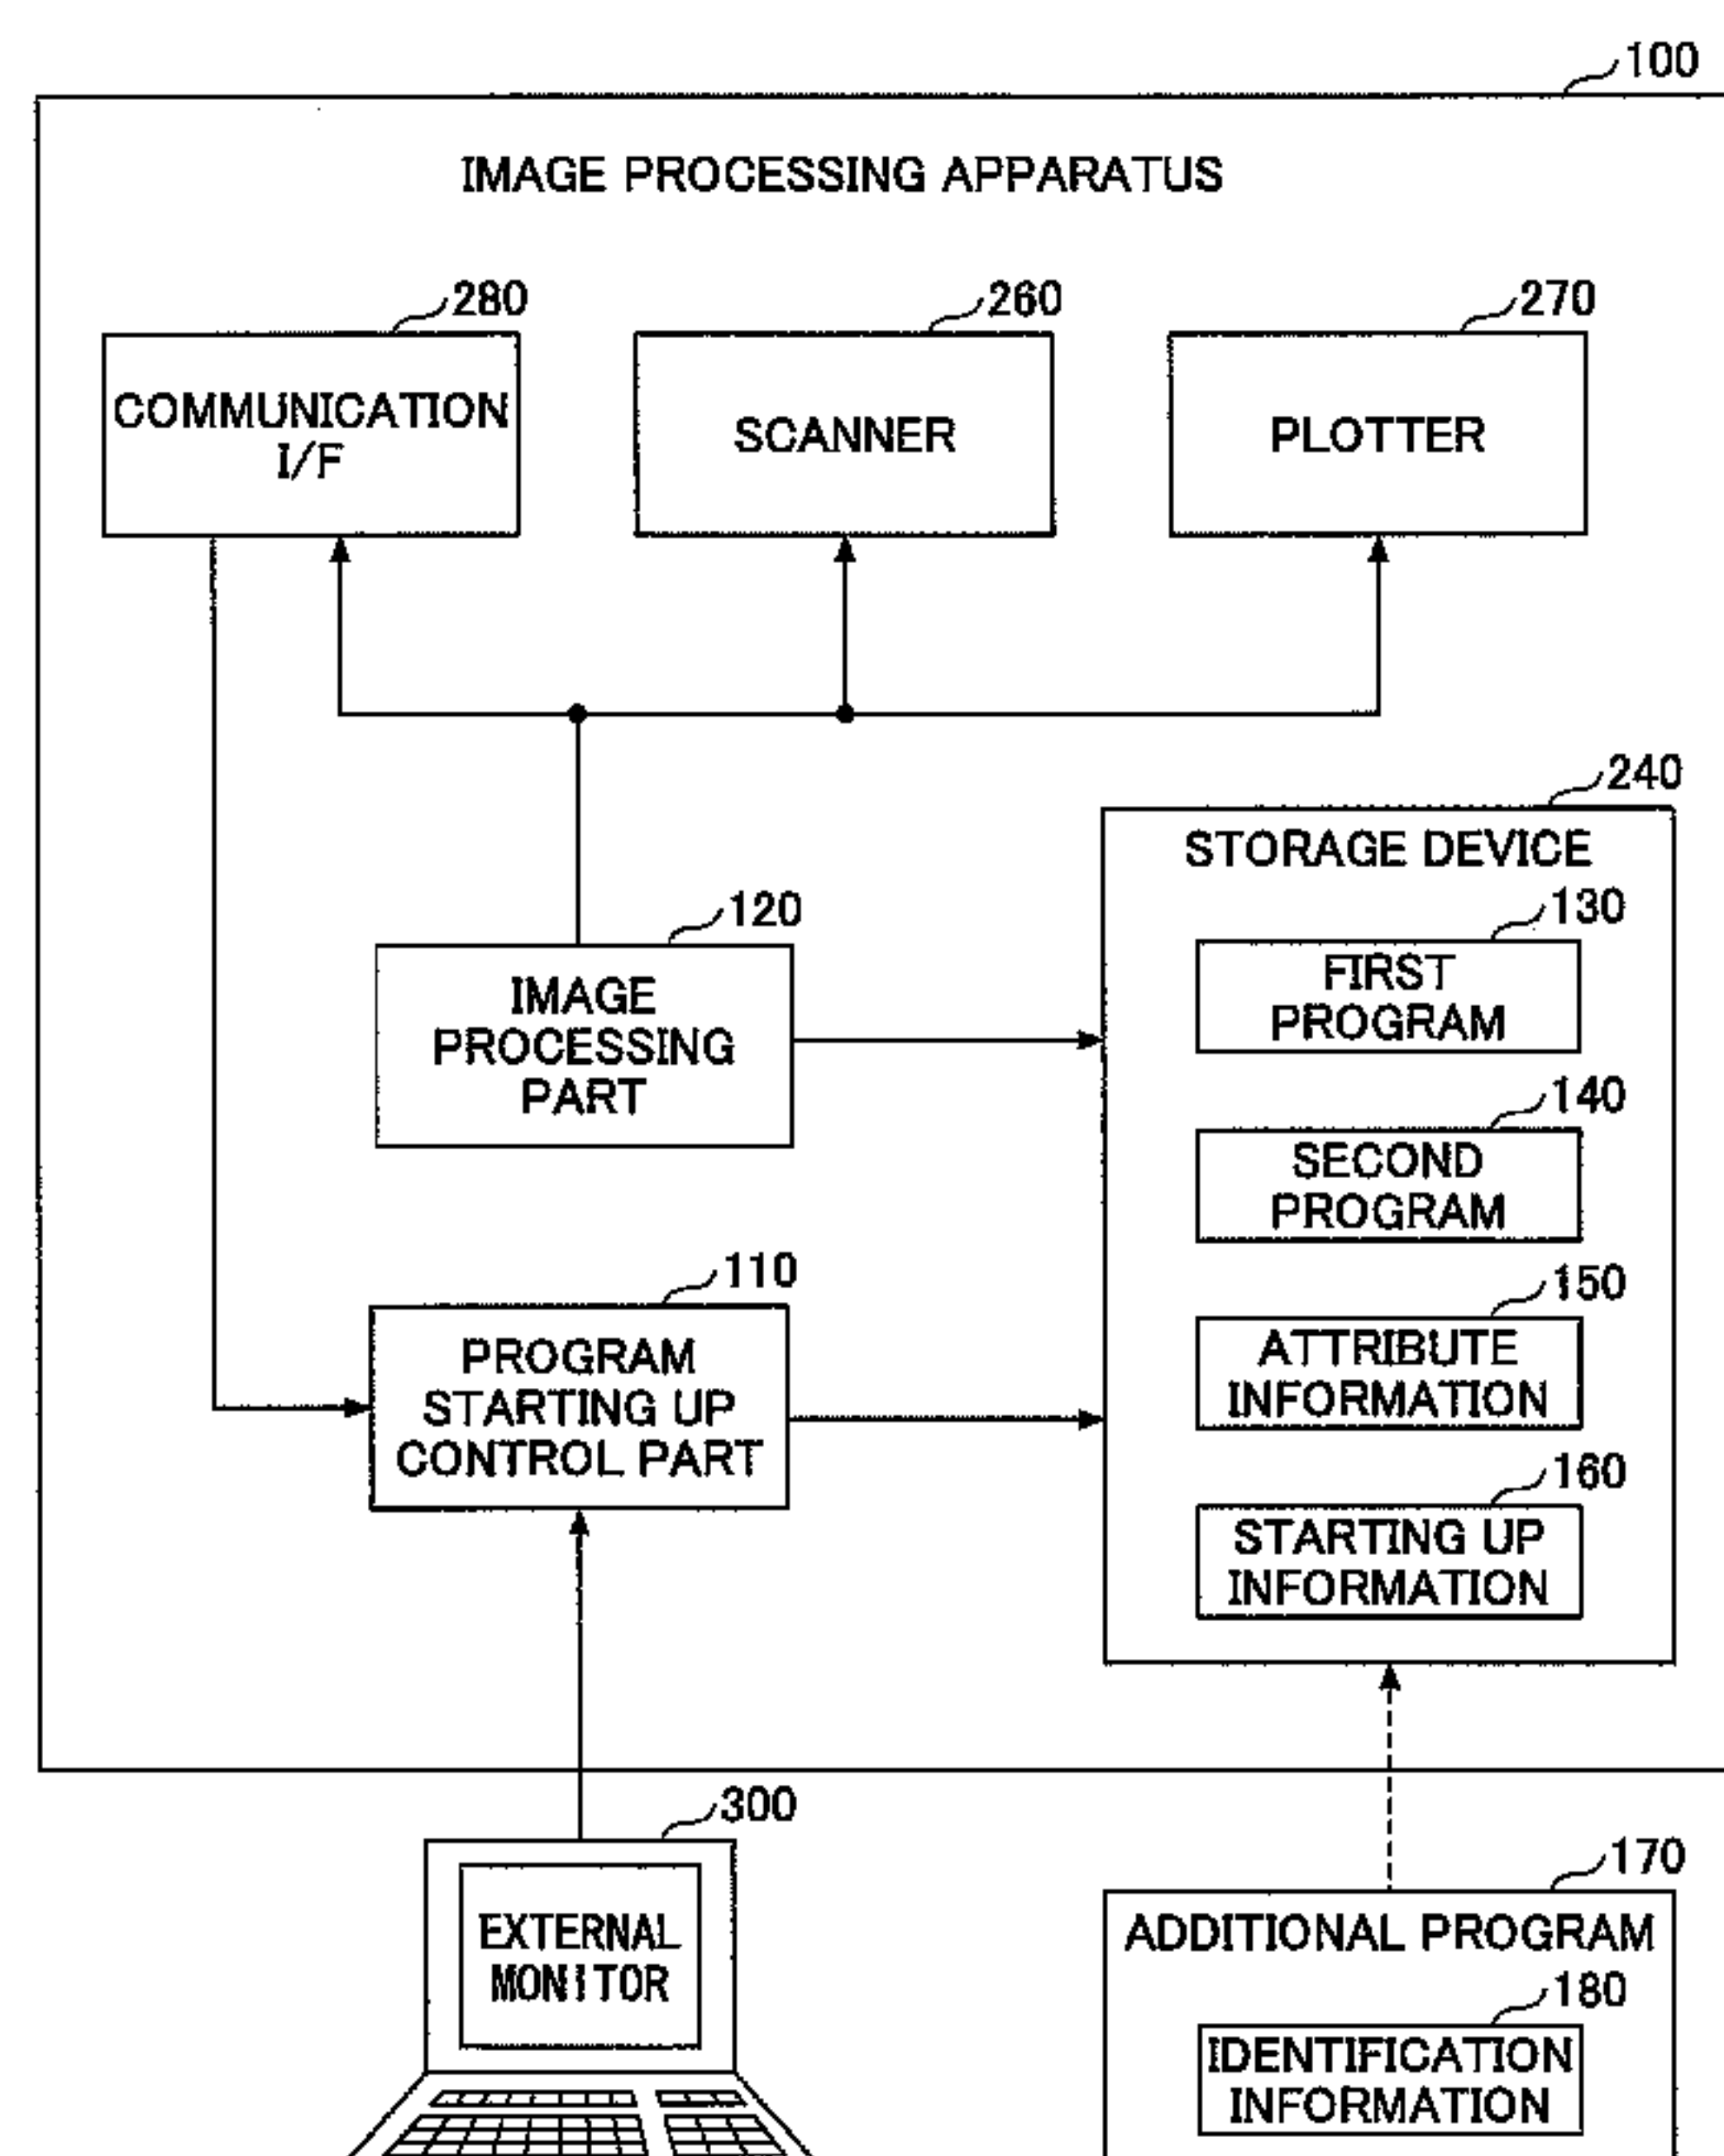 100
IMAGE PROCESSING APPARATUS
280
COMMUNICATION
I/F
260
SCANNER
270
PLOTTER
240
STORAGE DEVICE
130
FIRST
PROGRAM
120
IMAGE
PROCESSING
PART
140
SECOND
PROGRAM
110
PROGRAM
STARTING UP
CONTROL PART
150
ATTRIBUTE
INFORMATION
160
STARTING UP
INFORMATION
300
EXTERNAL
MONITOR
170
ADDITIONAL PROGRAM
180
IDENTIFICATION
INFORMATION